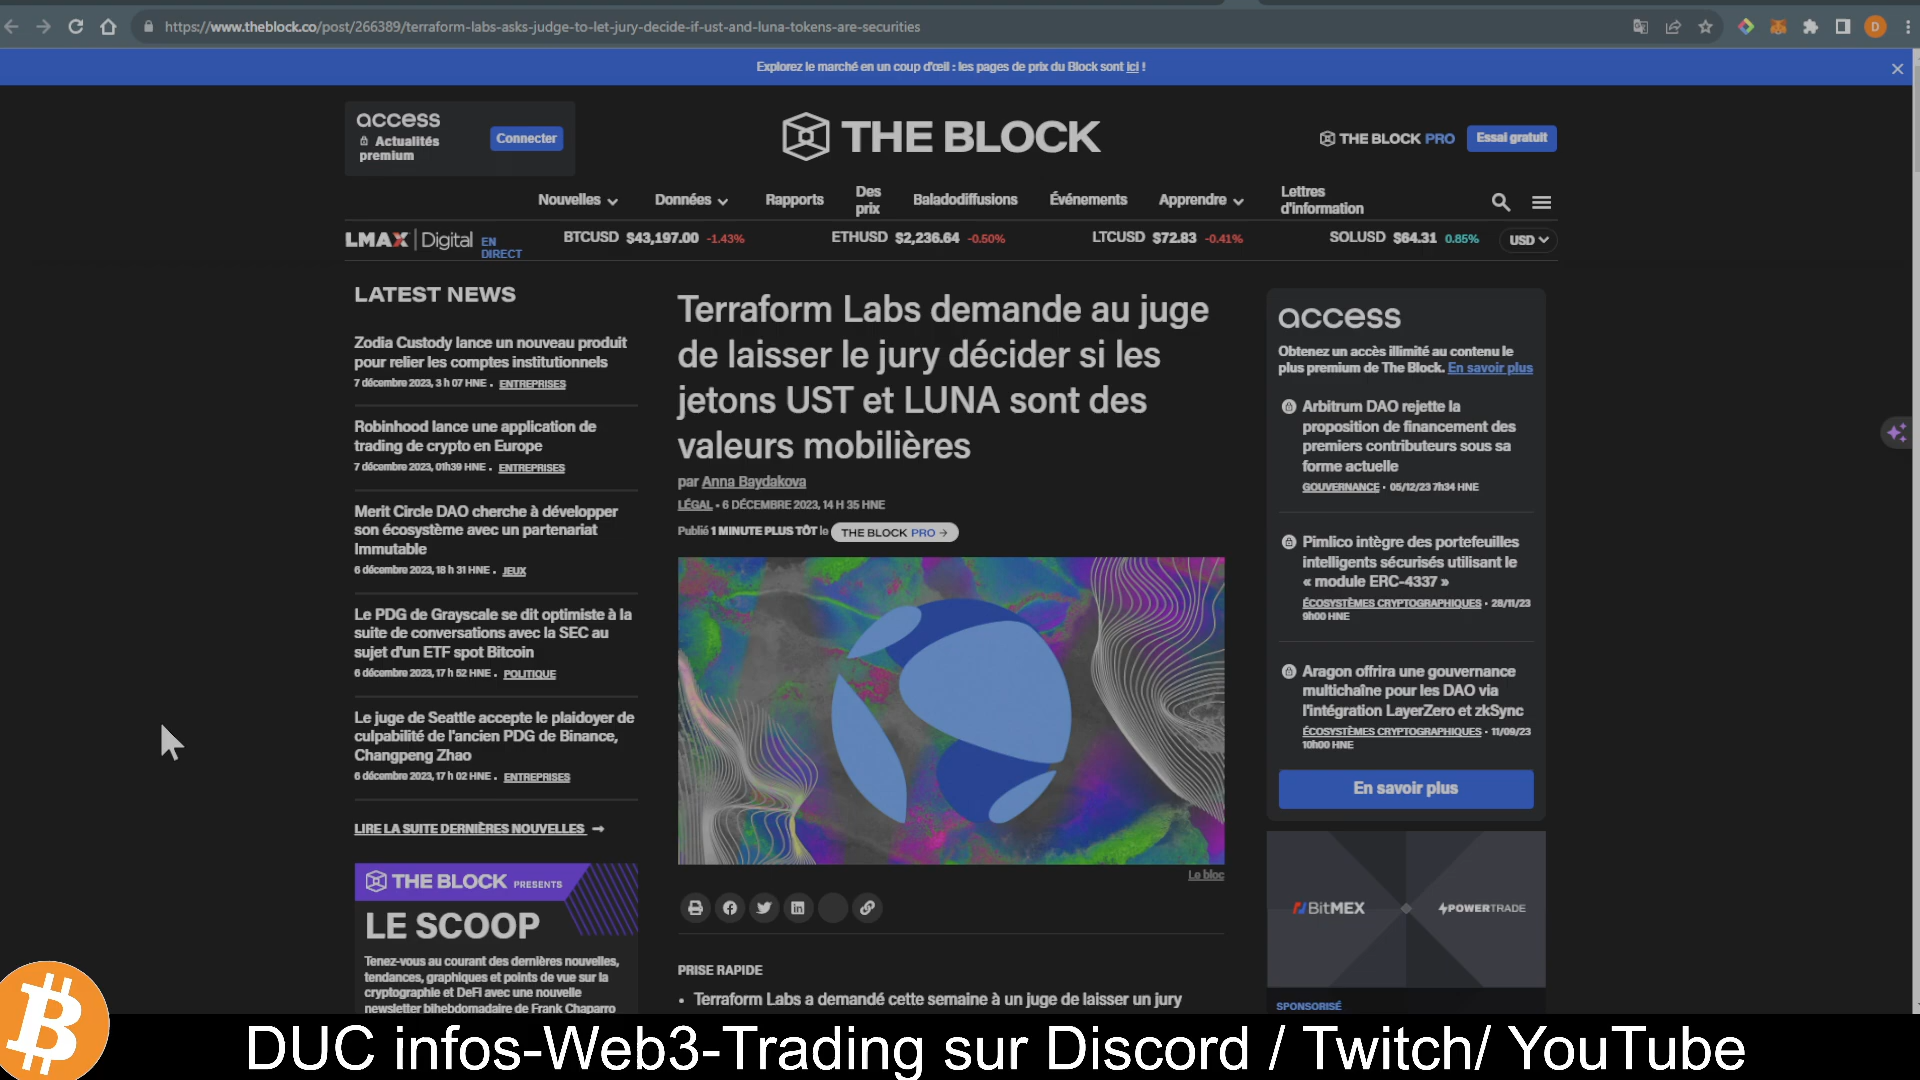 https://www.theblock.co/post/266389/terraform-labs-asks-judge-to-let-jury-decide-if-ust-and-luna-tokens-are-securities
D
Explorez le marché en un coup d'œil : les pages de prix du Block sont ici !
access
Actualités
premium
Connecter
THE BLOCK
THE BLOCK PRO
Essai gratuit
Nouvelles
Données
Rapports
Des
prix
Baladodiffusions
Événements
Apprendre
Lettres
d'information
LMAX Digital EN
DIRECT
BTCUSD $43,197.00 -1.43%
ETHUSD $2,236.64 -0.50%
LTCUSD $72.83 -0.41%
SOLUSD $64.31 0.85%
USD
LATEST NEWS
Zodia Custody lance un nouveau produit
pour relier les comptes institutionnels
7 décembre 2023, 3 h 07 HNE • ENTREPRISES
Robinhood lance une application de
trading de crypto en Europe
7 décembre 2023, 01h39 HNE • ENTREPRISES
Merit Circle DAO cherche à développer
son écosystème avec un partenariat
Immutable
6 décembre 2023, 18 h 31 HNE • JEUX
Le PDG de Grayscale se dit optimiste à la
suite de conversations avec la SEC au
sujet d'un ETF spot Bitcoin
6 décembre 2023, 17 h 52 HNE • POLITIQUE
Le juge de Seattle accepte le plaidoyer de
culpabilité de l'ancien PDG de Binance,
Changpeng Zhao
6 décembre 2023, 17 h 02 HNE • ENTREPRISES
LIRE LA SUITE DERNIÈRES NOUVELLES →
THE BLOCK PRESENTS
LE SCOOP
Tenez-vous au courant des dernières nouvelles,
tendances, graphiques et points de vue sur la
cryptographie et DeFi avec une nouvelle
newsletter bihebdomadaire de Frank Chaparro
Terraform Labs demande au juge
de laisser le jury décider si les
jetons UST et LUNA sont des
valeurs mobilières
par Anna Baydakova
LÉGAL • 6 DÉCEMBRE 2023, 14 H 35 HNE
Publié 1 MINUTE PLUS TÔT le THE BLOCK PRO →
Le bloc
PRISE RAPIDE
• Terraform Labs a demandé cette semaine à un juge de laisser un jury
access
Obtenez un accès illimité au contenu le
plus premium de The Block. En savoir plus
Arbitrum DAO rejette la
proposition de financement des
premiers contributeurs sous sa
forme actuelle
GOUVERNANCE • 05/12/23 7h34 HNE
Pimlico intègre des portefeuilles
intelligents sécurisés utilisant le
« module ERC-4337 »
ÉCOSYSTÈMES CRYPTOGRAPHIQUES • 28/11/23
9h00 HNE
Aragon offrira une gouvernance
multichaîne pour les DAO via
l'intégration LayerZero et zkSync
ÉCOSYSTÈMES CRYPTOGRAPHIQUES • 11/09/23
10h00 HNE
En savoir plus
BitMEX
POWERTRADE
SPONSORISÉ
DUC infos-Web3-Trading sur Discord / Twitch/ YouTube